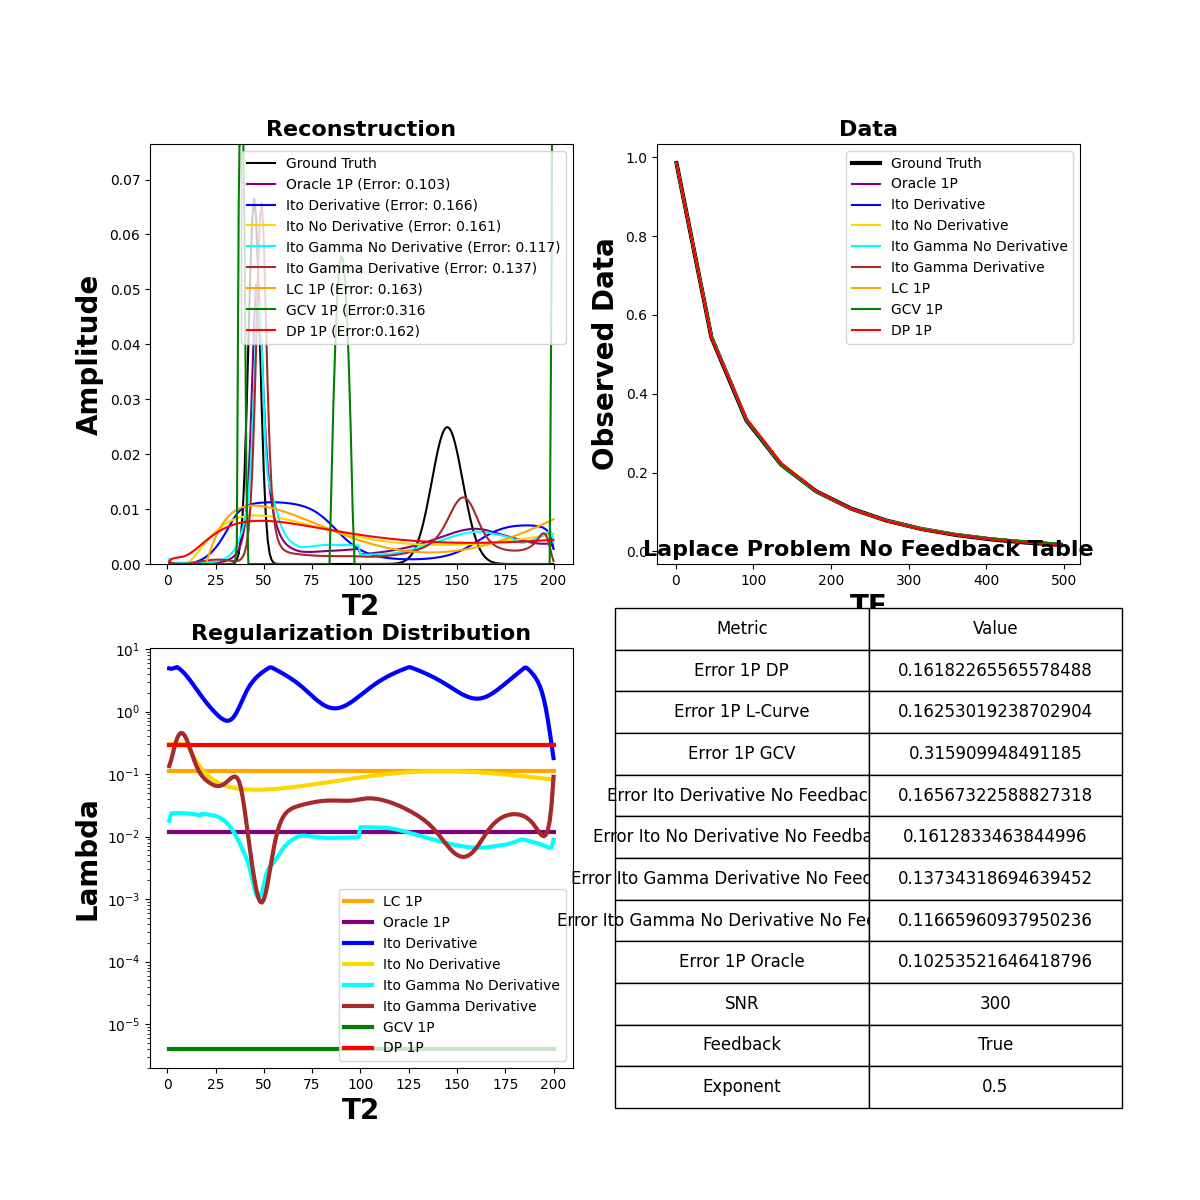 Reconstruction
Amplitude
0.07
0.06
0.05
0.04
0.03
0.02
0.01
0.00
Ground Truth
Oracle 1P (Error: 0.103)
Ito Derivative (Error: 0.166)
Ito No Derivative (Error: 0.161)
Ito Gamma No Derivative (Error: 0.117)
Ito Gamma Derivative (Error: 0.137)
LC 1P (Error: 0.163)
GCV 1P (Error:0.316
DP 1P (Error:0.162)
0 25 50 75 100 125 150 175 200
T2
Data
Observed Data
1.0
0.8
0.6
0.4
0.2
0.0
Ground Truth
Oracle 1P
Ito Derivative
Ito No Derivative
Ito Gamma No Derivative
Ito Gamma Derivative
LC 1P
GCV 1P
DP 1P
0 100 200 300 400 500
Laplace Problem No Feedback Table
Regularization Distribution
Lambda
10^1
10^0
10^-1
10^-2
10^-3
10^-4
10^-5
LC 1P
Oracle 1P
Ito Derivative
Ito No Derivative
Ito Gamma No Derivative
Ito Gamma Derivative
GCV 1P
DP 1P
0 25 50 75 100 125 150 175 200
T2
Metric Value
Error 1P DP 0.16182265565578488
Error 1P L-Curve 0.16253019238702904
Error 1P GCV 0.315909948491185
Error Ito Derivative No Feedbac 0.16567322588827318
Error Ito No Derivative No Feedba 0.1612833463844996
Error Ito Gamma Derivative No Feed 0.13734318694639452
Error Ito Gamma No Derivative No Fee 0.11665960937950236
Error 1P Oracle 0.10253521646418796
SNR 300
Feedback True
Exponent 0.5